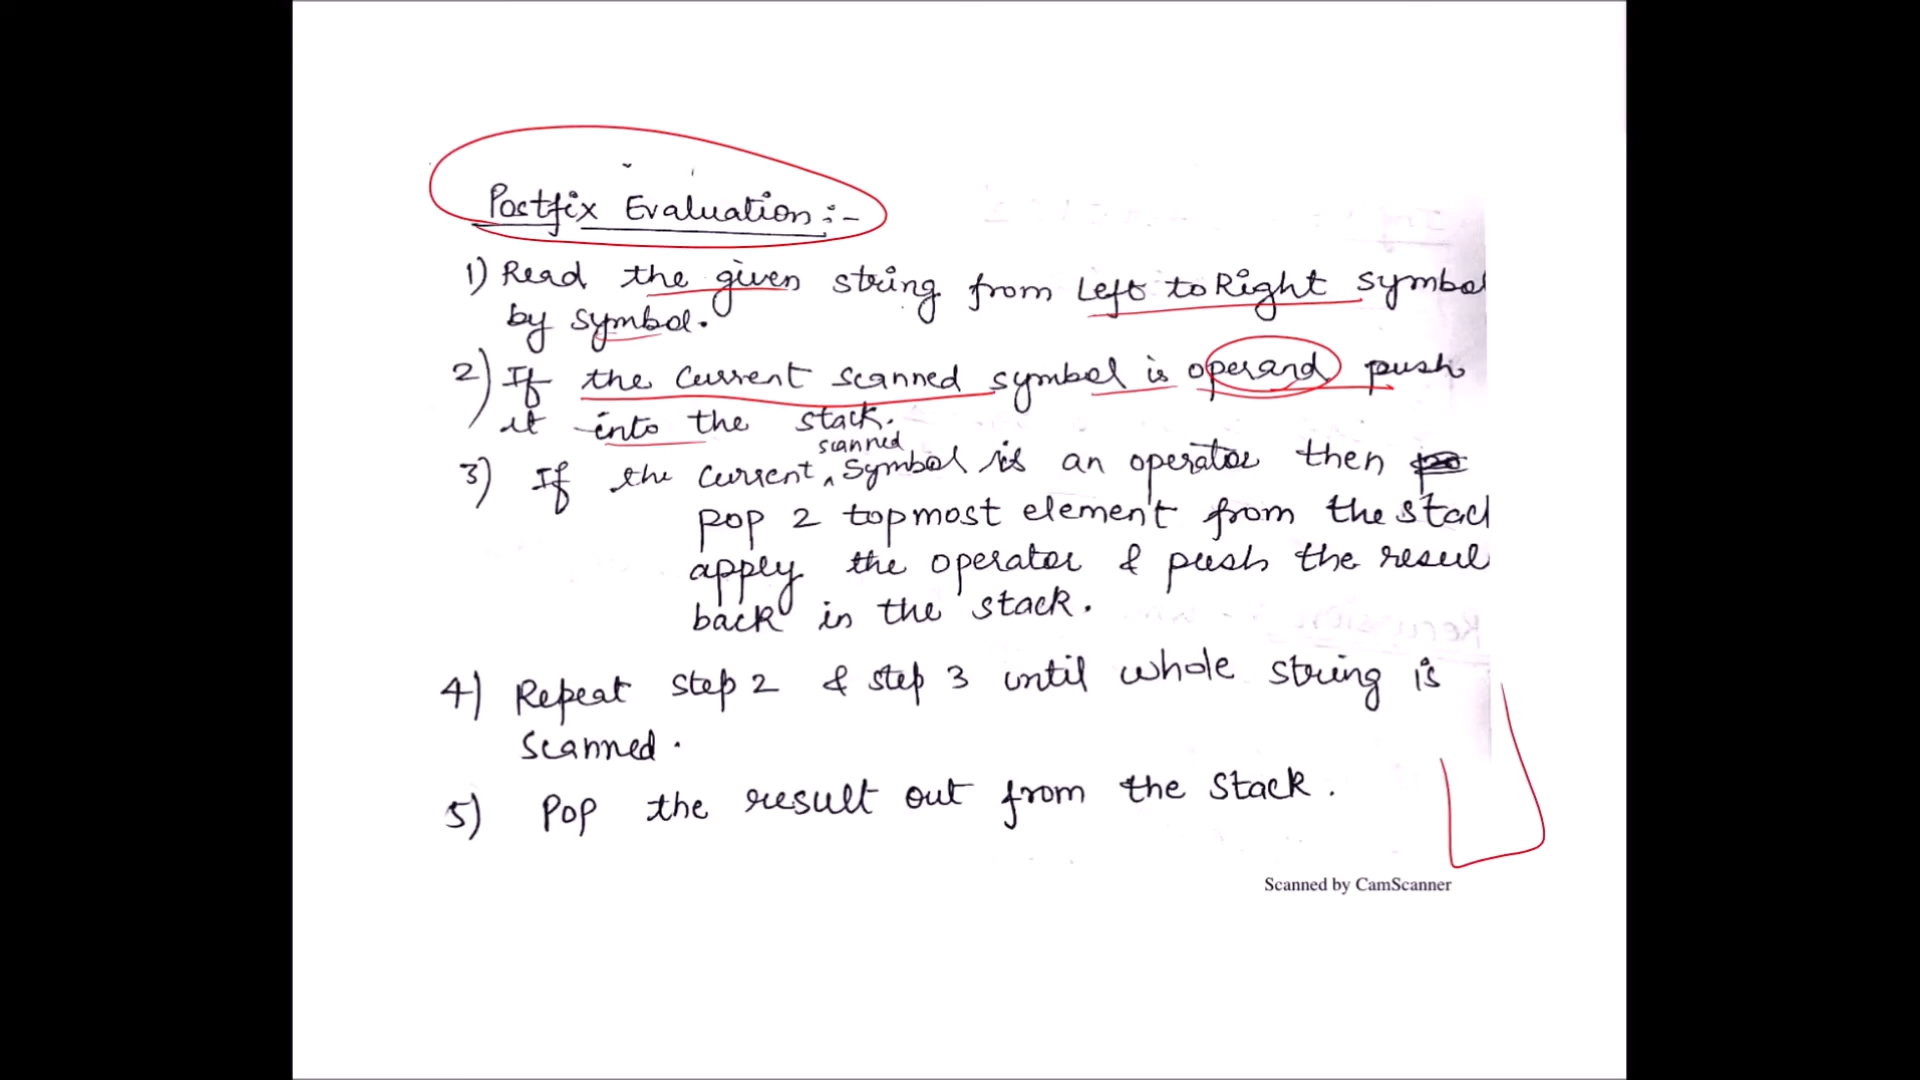 Postfix Evaluation :-
1) Read the given string from Left to Right symbol
by symbol.
2) If the current scanned symbol is operand push
it into the stack.
scanned
3) If the current ^ symbol is an operator then
pop 2 topmost element from the stack
apply the operator & push the resul
back in the stack.
4) Repeat step 2 & step 3 until whole string is
scanned.
5) Pop the result out from the stack.
Scanned by CamScanner